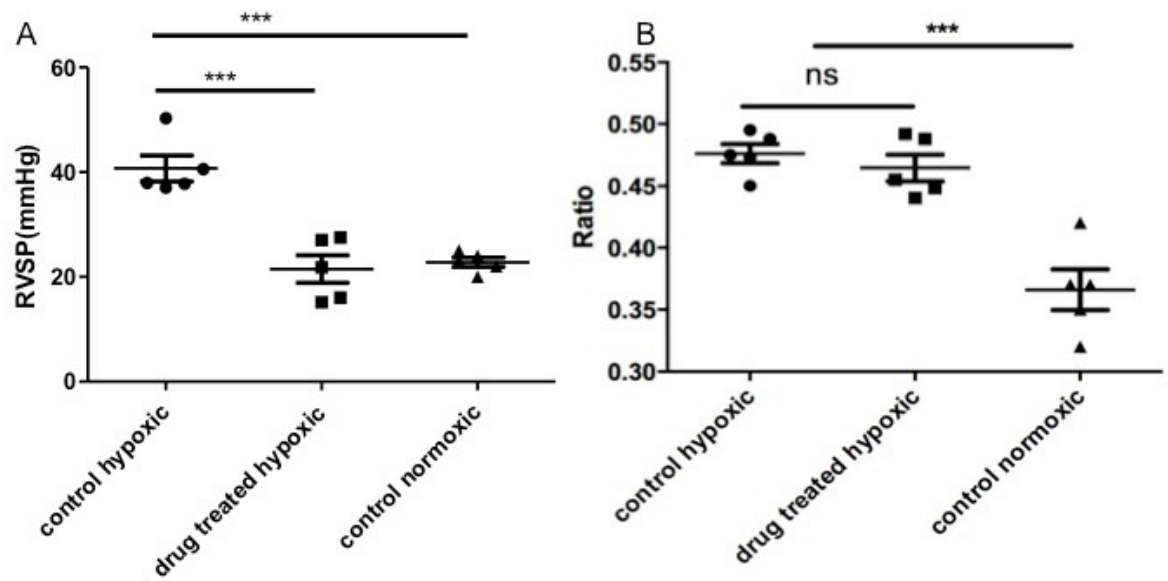 A
***
***
60
40
20
0
RVSP(mmHg)
control hypoxic
drug treated hypoxic
control normoxic
B
***
ns
0.55
0.50
0.45
0.40
0.35
0.30
Ratio
control hypoxic
drug treated hypoxic
control normoxic